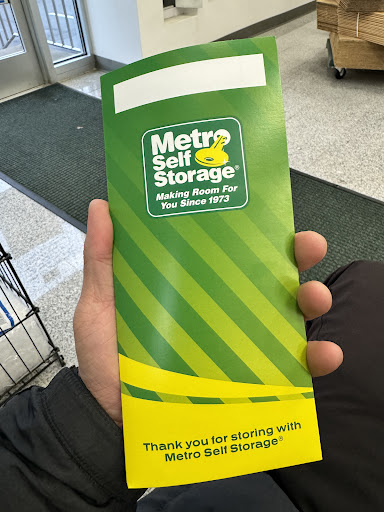 Metro
Self
Storage®
Making Room For
You Since 1973
Thank you for storing with
Metro Self Storage®